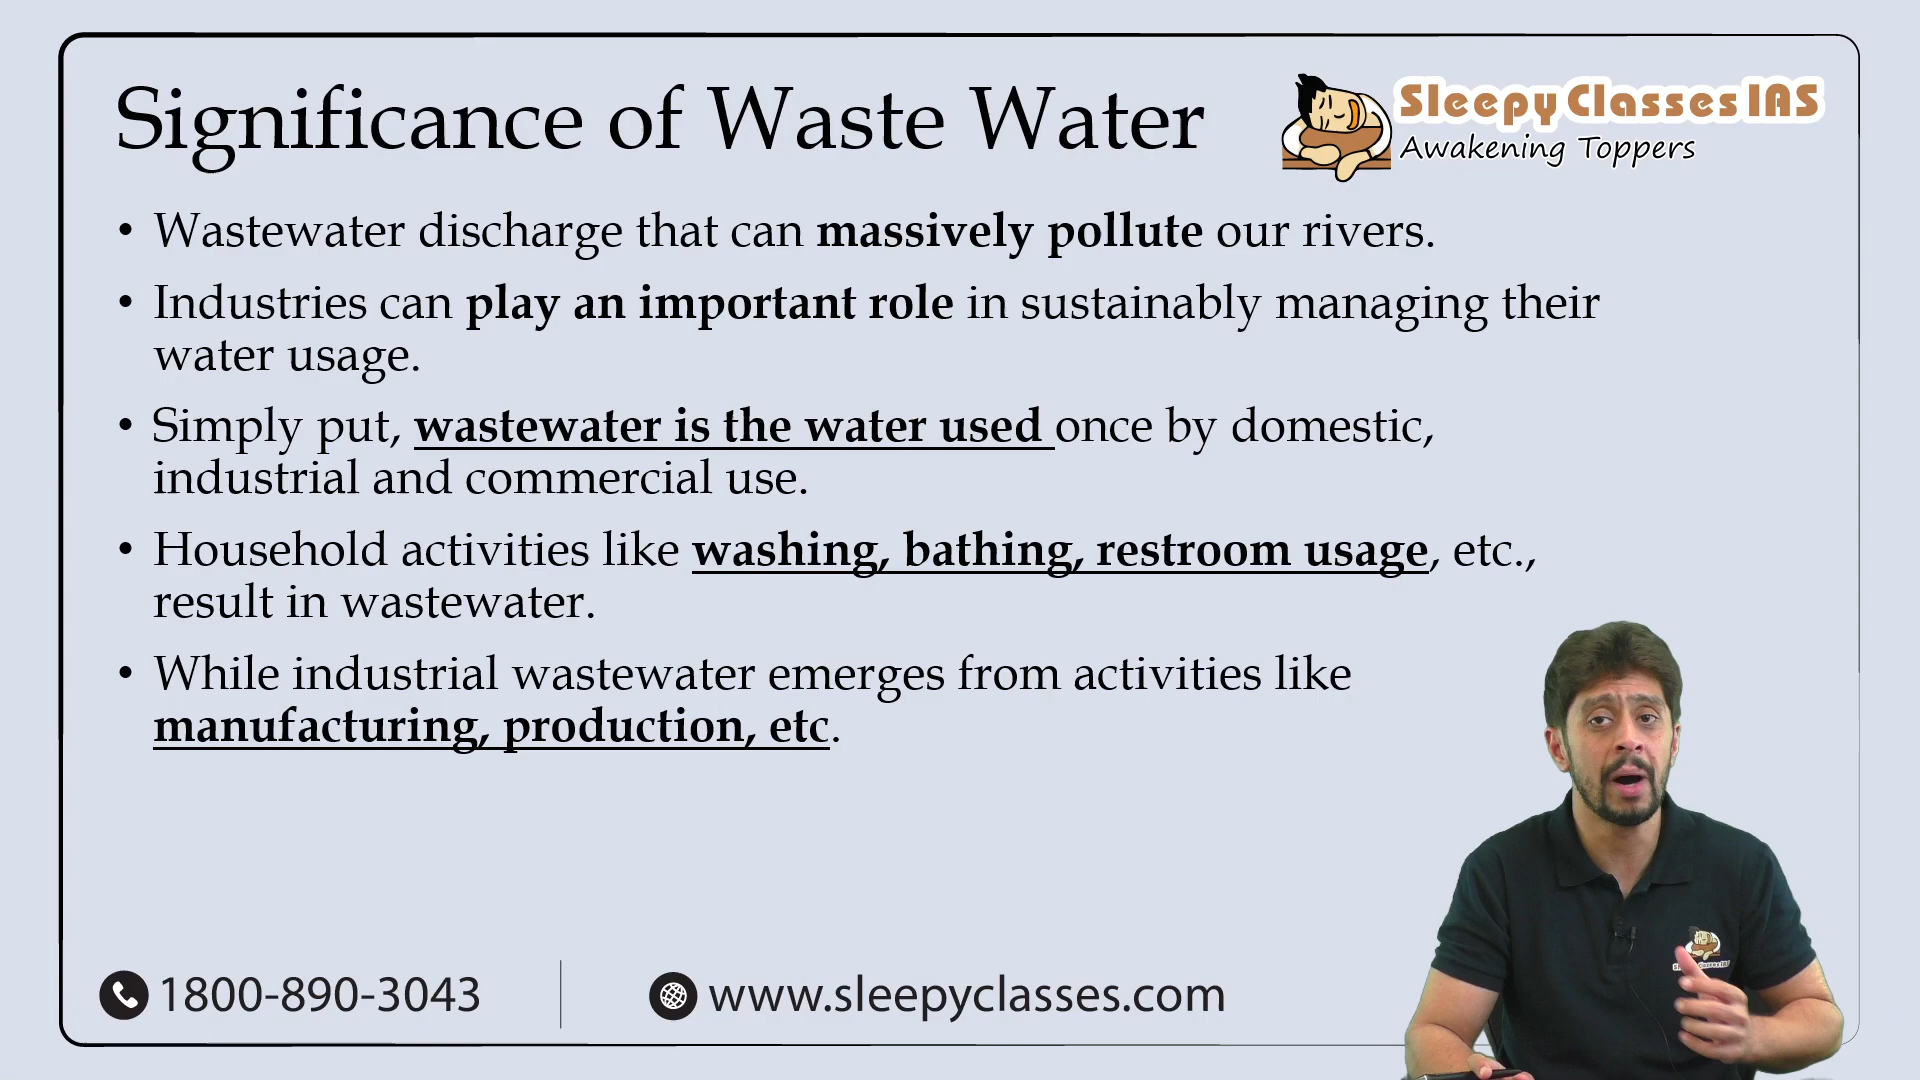 Significance of Waste Water
Sleepy Classes IAS
Awakening Toppers
• Wastewater discharge that can massively pollute our rivers.
• Industries can play an important role in sustainably managing their
water usage.
• Simply put, wastewater is the water used once by domestic,
industrial and commercial use.
• Household activities like washing, bathing, restroom usage, etc.,
result in wastewater.
• While industrial wastewater emerges from activities like
manufacturing, production, etc.
1800-890-3043
www.sleepyclasses.com